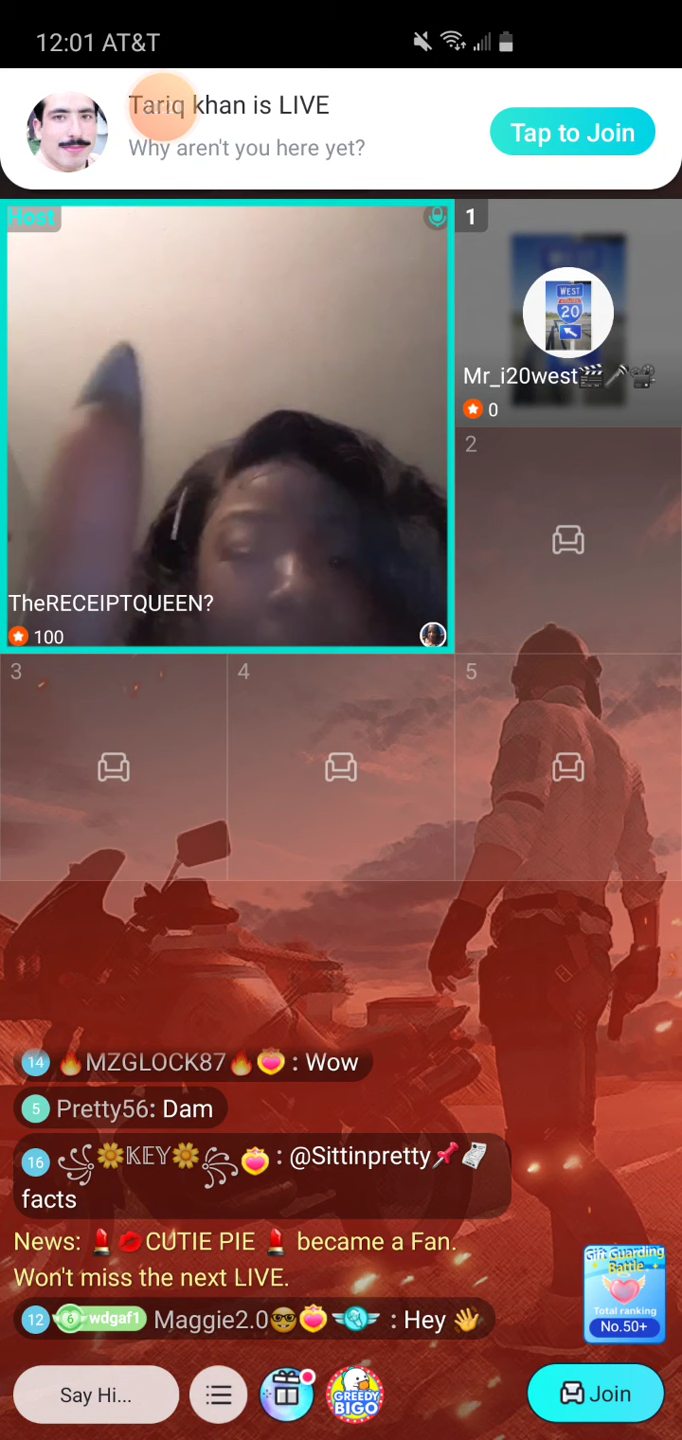 12:01 AT&T
Tariq khan is LIVE
Why aren't you here yet?
Tap to Join
Host
1
WEST
20
Mr_i20west🎬🎤📽
0
2
TheRECEIPTQUEEN?
100
3
4
5
14 🔥MZGLOCK87🔥 : Wow
5 Pretty56: Dam
16 ꧁🌼𝕂𝔼𝕐🌼꧂ : @Sittinpretty📌🧾
facts
News: 💄💋CUTIE PIE 💄 became a Fan.
Won't miss the next LIVE.
12 6 wdgaf1 Maggie2.0🤓 : Hey 👋
Gift Guarding
Battle
Total ranking
No.50+
Say Hi...
GREEDY
BIGO
Join